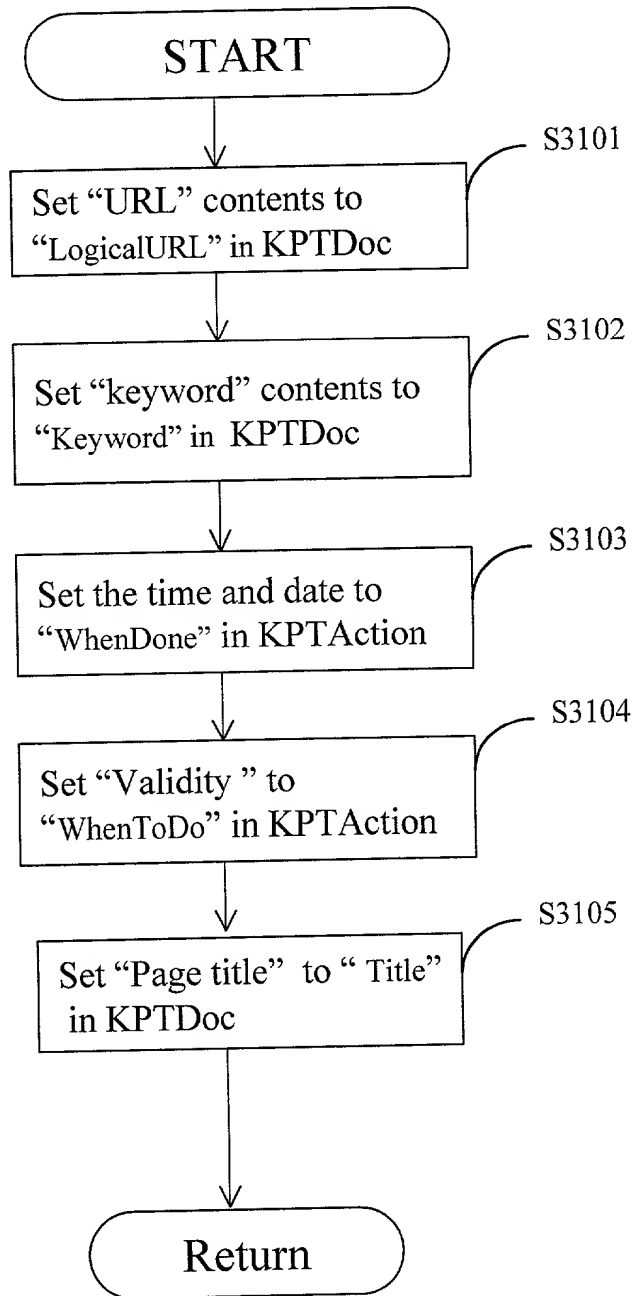 START
S3101
Set “URL” contents to
“LogicalURL” in KPTDoc
S3102
Set “keyword” contents to
“Keyword” in KPTDoc
S3103
Set the time and date to
“WhenDone” in KPTAction
S3104
Set “Validity ” to
“WhenToDo” in KPTAction
S3105
Set “Page title” to “ Title”
in KPTDoc
Return